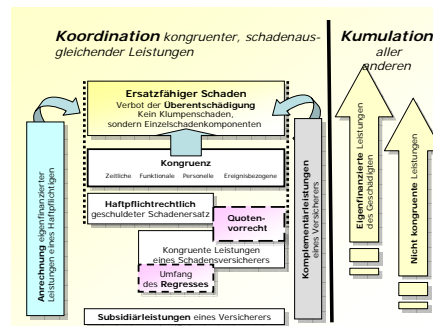 Koordination kongruenter, schadenaus-
gleichender Leistungen
Kumulation
aller
anderen
Ersatzfähiger Schaden
Verbot der Überentschädigung
Kein Klumpenschaden,
sondern Einzelschadenkomponenten
Kongruenz
Zeitliche Funktionale Personelle Ereignisbezogene
Haftpflichtrechtlich
geschuldeter Schadenersatz
Quoten-
vorrecht
Kongruente Leistungen
eines Schadensversicherers
Umfang
des Regresses
Subsidiärleistungen eines Versicherers
Anrechnung eigenfinanzierter
Leistungen eines Haftpflichtigen
Komplementärleistungen
eines Versicherers
Eigenfinanzierte Leistungen
des Geschädigten
Nicht kongruente Leistungen